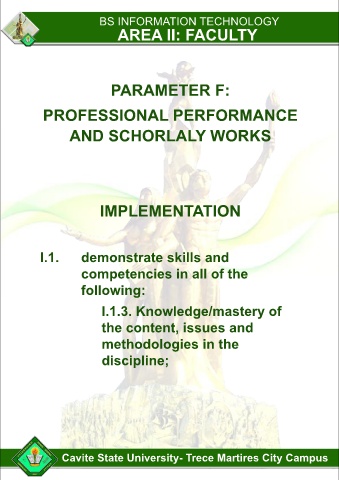 BS INFORMATION TECHNOLOGY
AREA II: FACULTY
PARAMETER F:
PROFESSIONAL PERFORMANCE
AND SCHORLALY WORKS
IMPLEMENTATION
I.1. demonstrate skills and
competencies in all of the
following:
I.1.3. Knowledge/mastery of
the content, issues and
methodologies in the
discipline;
Cavite State University- Trece Martires City Campus